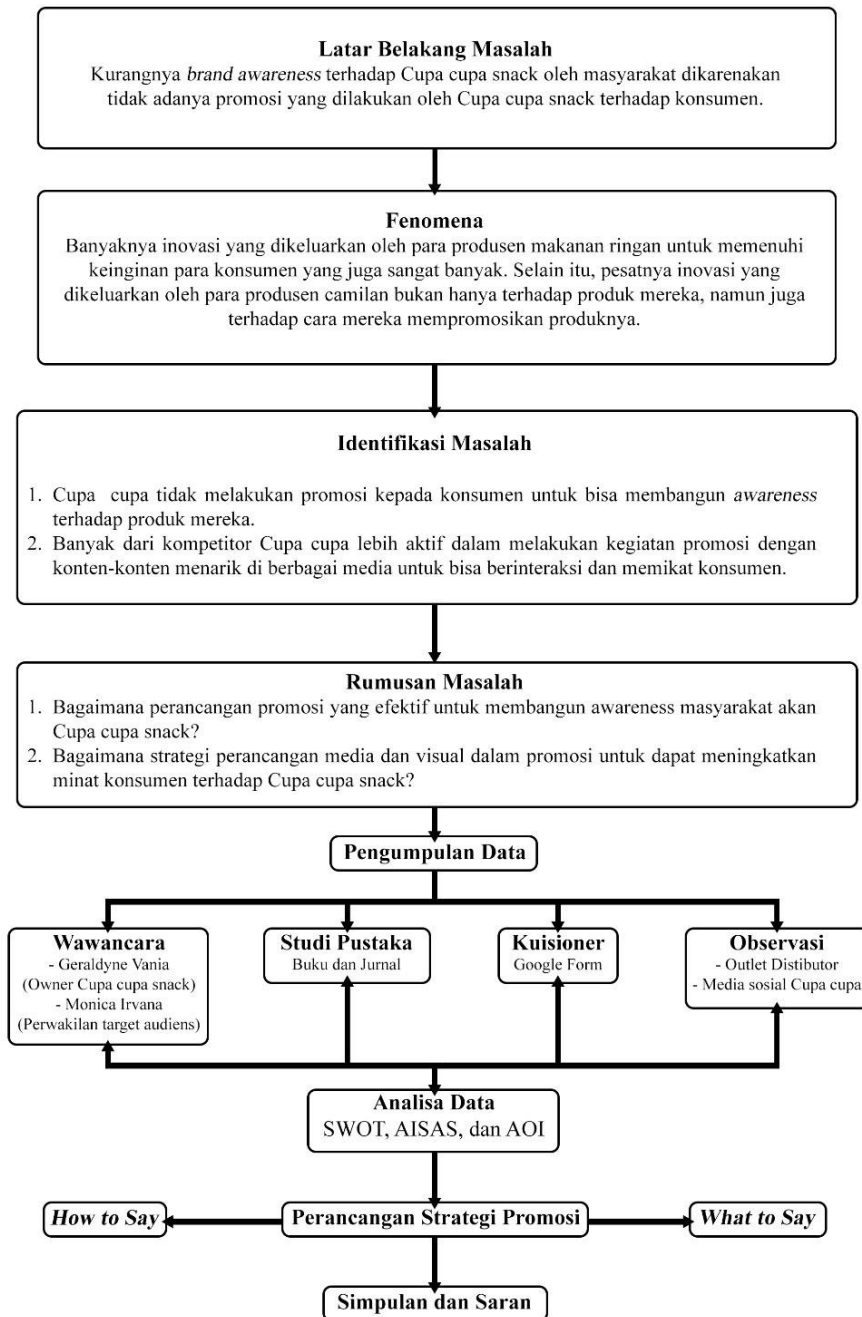 Latar Belakang Masalah
Kurangnya brand awareness terhadap Cupa cupa snack oleh masyarakat dikarenakan
tidak adanya promosi yang dilakukan oleh Cupa cupa snack terhadap konsumen.
Fenomena
Banyaknya inovasi yang dikeluarkan oleh para produsen makanan ringan untuk memenuhi
keinginan para konsumen yang juga sangat banyak. Selain itu, pesatnya inovasi yang
dikeluarkan oleh para produsen camilan bukan hanya terhadap produk mereka, namun juga
terhadap cara mereka mempromosikan produknya.
Identifikasi Masalah
1. Cupa cupa tidak melakukan promosi kepada konsumen untuk bisa membangun awareness
terhadap produk mereka.
2. Banyak dari kompetitor Cupa cupa lebih aktif dalam melakukan kegiatan promosi dengan
konten-konten menarik di berbagai media untuk bisa berinteraksi dan memikat konsumen.
Rumusan Masalah
1. Bagaimana perancangan promosi yang efektif untuk membangun awareness masyarakat akan
Cupa cupa snack?
2. Bagaimana strategi perancangan media dan visual dalam promosi untuk dapat meningkatkan
minat konsumen terhadap Cupa cupa snack?
Pengumpulan Data
Wawancara
- Geraldyne Vania
(Owner Cupa cupa snack)
- Monica Irvana
(Perwakilan target audiens)
Studi Pustaka
Buku dan Jurnal
Kuisioner
Google Form
Observasi
- Outlet Distibutor
- Media sosial Cupa cupa
Analisa Data
SWOT, AISAS, dan AOI
How to Say
Perancangan Strategi Promosi
What to Say
Simpulan dan Saran